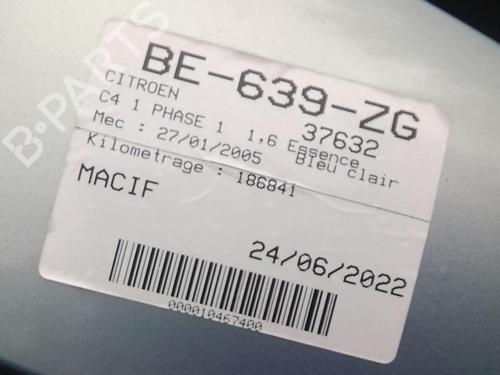 BE-639-ZG
CITROEN 37632
C4 1 PHASE 1 1,6 Essence
Mec : 27/01/2005 Bleu clair
Kilometrage : 186841
MACIF
24/06/2022
000010467400
B-PARTS